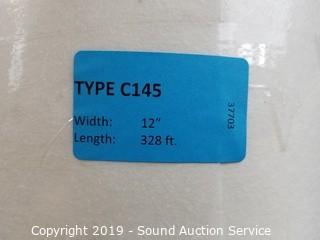 TYPE C145
Width: 12"
Length: 328 ft.
37703
Copyright 2019 - Sound Auction Service